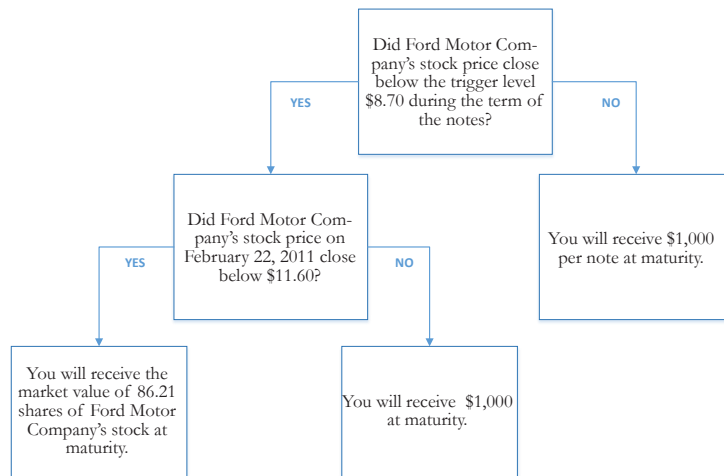 Did Ford Motor Com-
pany's stock price close
below the trigger level
$8.70 during the term of
the notes?
YES
NO
Did Ford Motor Com-
pany's stock price on
February 22, 2011 close
below $11.60?
You will receive $1,000
per note at maturity.
YES
NO
You will receive the
market value of 86.21
shares of Ford Motor
Company's stock at
maturity.
You will receive $1,000
at maturity.